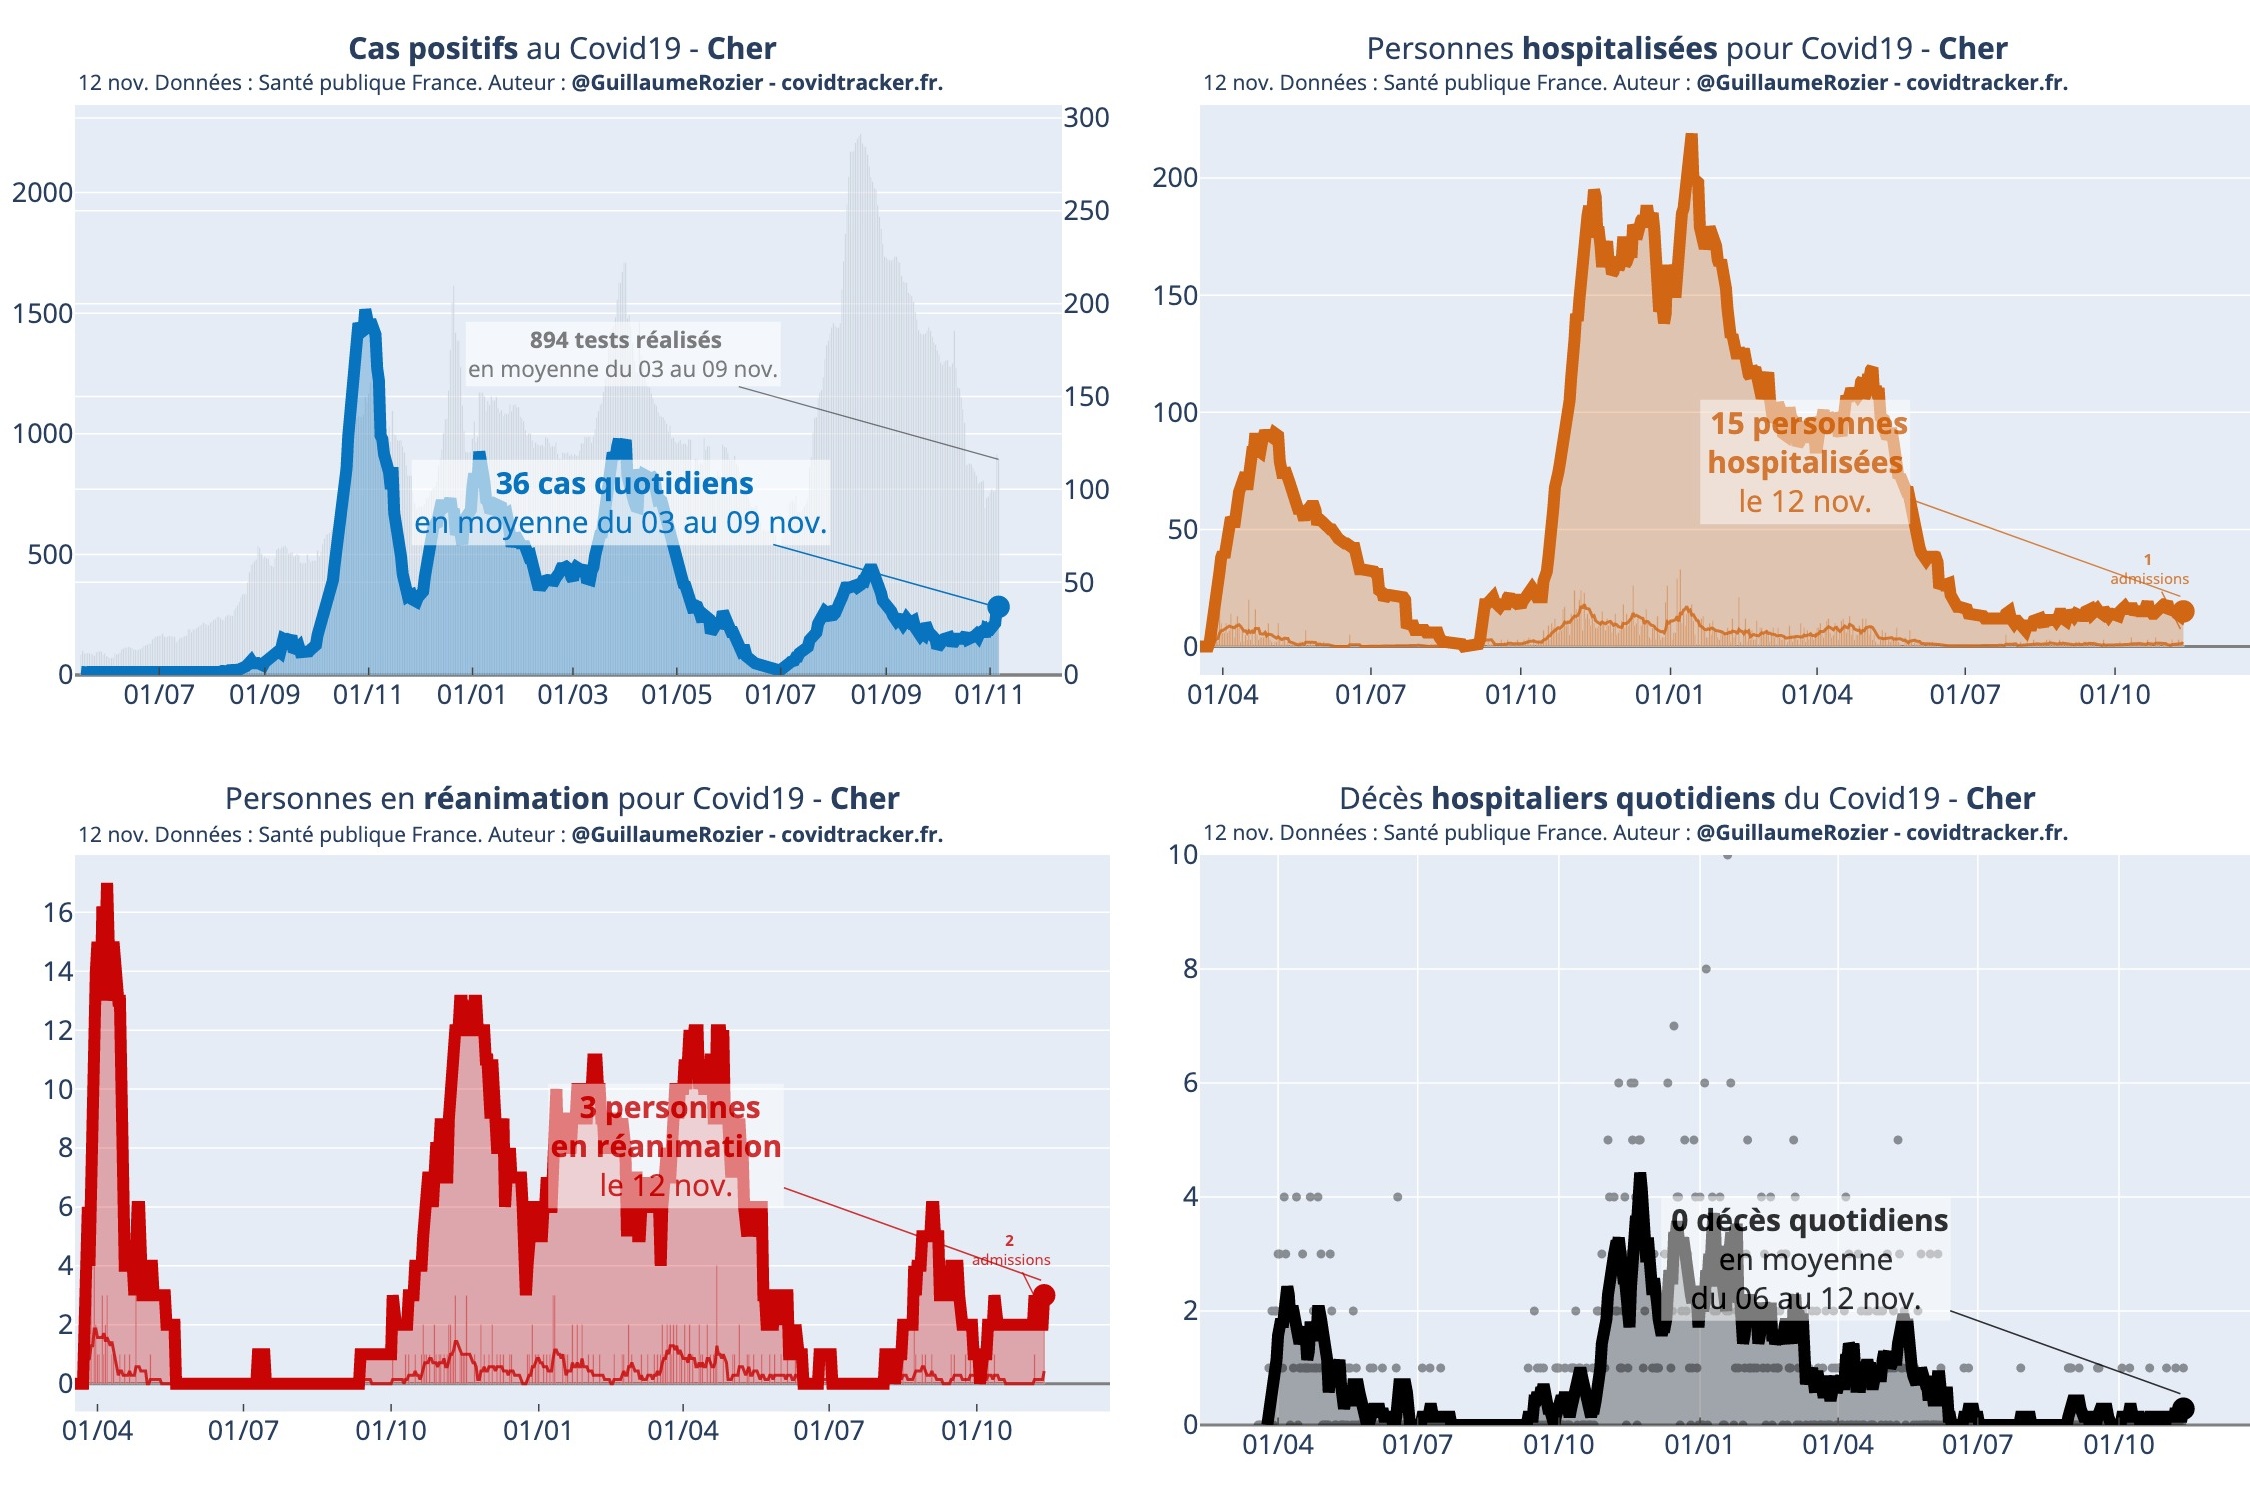 Cas positifs au Covid19 - Cher
12 nov. Données : Santé publique France. Auteur : @GuillaumeRozier - covidtracker.fr.
300
250
200
150
100
50
0
2000
1500
1000
500
0
894 tests réalisés
en moyenne du 03 au 09 nov.
36 cas quotidiens
en moyenne du 03 au 09 nov.
01/07 01/09 01/11 01/01 01/03 01/05 01/07 01/09 01/11
Personnes hospitalisées pour Covid19 - Cher
12 nov. Données : Santé publique France. Auteur : @GuillaumeRozier - covidtracker.fr.
200
150
100
50
0
15 personnes
hospitalisées
le 12 nov.
1
admissions
01/04 01/07 01/10 01/01 01/04 01/07 01/10
Personnes en réanimation pour Covid19 - Cher
12 nov. Données : Santé publique France. Auteur : @GuillaumeRozier - covidtracker.fr.
16
14
12
10
8
6
4
2
0
3 personnes
en réanimation
le 12 nov.
2
admissions
01/04 01/07 01/10 01/01 01/04 01/07 01/10
Décès hospitaliers quotidiens du Covid19 - Cher
12 nov. Données : Santé publique France. Auteur : @GuillaumeRozier - covidtracker.fr.
10
8
6
4
2
0
0 décès quotidiens
en moyenne
du 06 au 12 nov.
01/04 01/07 01/10 01/01 01/04 01/07 01/10